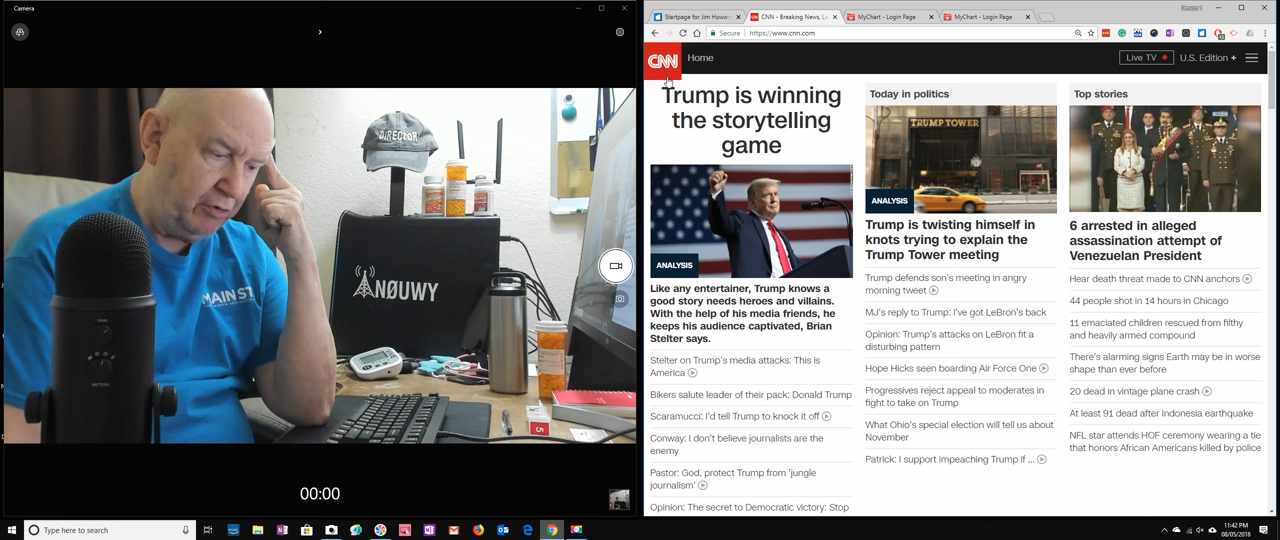 Camera
00:00
DIRECTOR
MAIN ST
NØUWY
5
Startpage for Jim Howar
CNN - Breaking News, La
MyChart - Login Page
MyChart - Login Page
Secure
https://www.cnn.com
CNN
Home
Live TV
U.S. Edition +
Trump is winning
the storytelling
game
ANALYSIS
Like any entertainer, Trump knows a
good story needs heroes and villains.
With the help of his media friends, he
keeps his audience captivated, Brian
Stelter says.
Stelter on Trump's media attacks: This is
America
Bikers salute leader of their pack: Donald Trump
Scaramucci: I'd tell Trump to knock it off
Conway: I don't believe journalists are the
enemy
Pastor: God, protect Trump from 'jungle
journalism'
Opinion: The secret to Democratic victory: Stop
Today in politics
TRUMP TOWER
ANALYSIS
Trump is twisting himself in
knots trying to explain the
Trump Tower meeting
Trump defends son's meeting in angry
morning tweet
MJ's reply to Trump: I've got LeBron's back
Opinion: Trump's attacks on LeBron fit a
disturbing pattern
Hope Hicks seen boarding Air Force One
Progressives reject appeal to moderates in
fight to take on Trump
What Ohio's special election will tell us about
November
Patrick: I support impeaching Trump if ...
Top stories
6 arrested in alleged
assassination attempt of
Venezuelan President
Hear death threat made to CNN anchors
44 people shot in 14 hours in Chicago
11 emaciated children rescued from filthy
and heavily armed compound
There's alarming signs Earth may be in worse
shape than ever before
20 dead in vintage plane crash
At least 91 dead after Indonesia earthquake
NFL star attends HOF ceremony wearing a tie
that honors African Americans killed by police
Type here to search
11:42 PM
08/05/2018